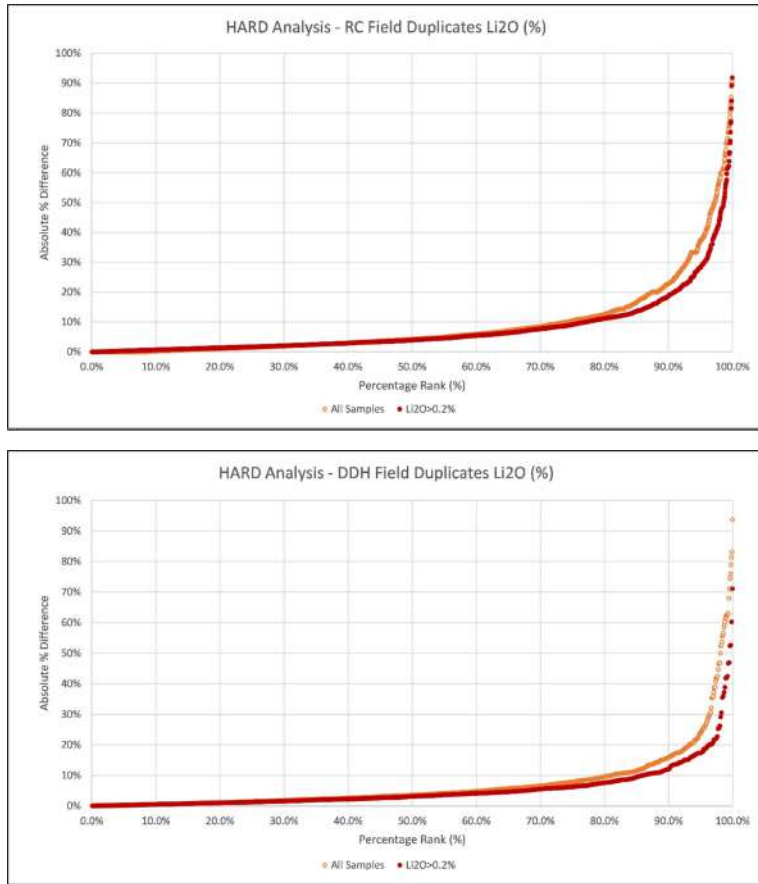 HARD Analysis - RC Field Duplicates Li2O (%)
100%
90%
80%
70%
60%
50%
40%
30%
20%
10%
0%
Absolute % Difference
0.0% 10.0% 20.0% 30.0% 40.0% 50.0% 60.0% 70.0% 80.0% 90.0% 100.0%
Percentage Rank (%)
All Samples Li2O>0.2%
HARD Analysis - DDH Field Duplicates Li2O (%)
100%
90%
80%
70%
60%
50%
40%
30%
20%
10%
0%
Absolute % Difference
0.0% 10.0% 20.0% 30.0% 40.0% 50.0% 60.0% 70.0% 80.0% 90.0% 100.0%
Percentage Rank (%)
All Samples Li2O>0.2%